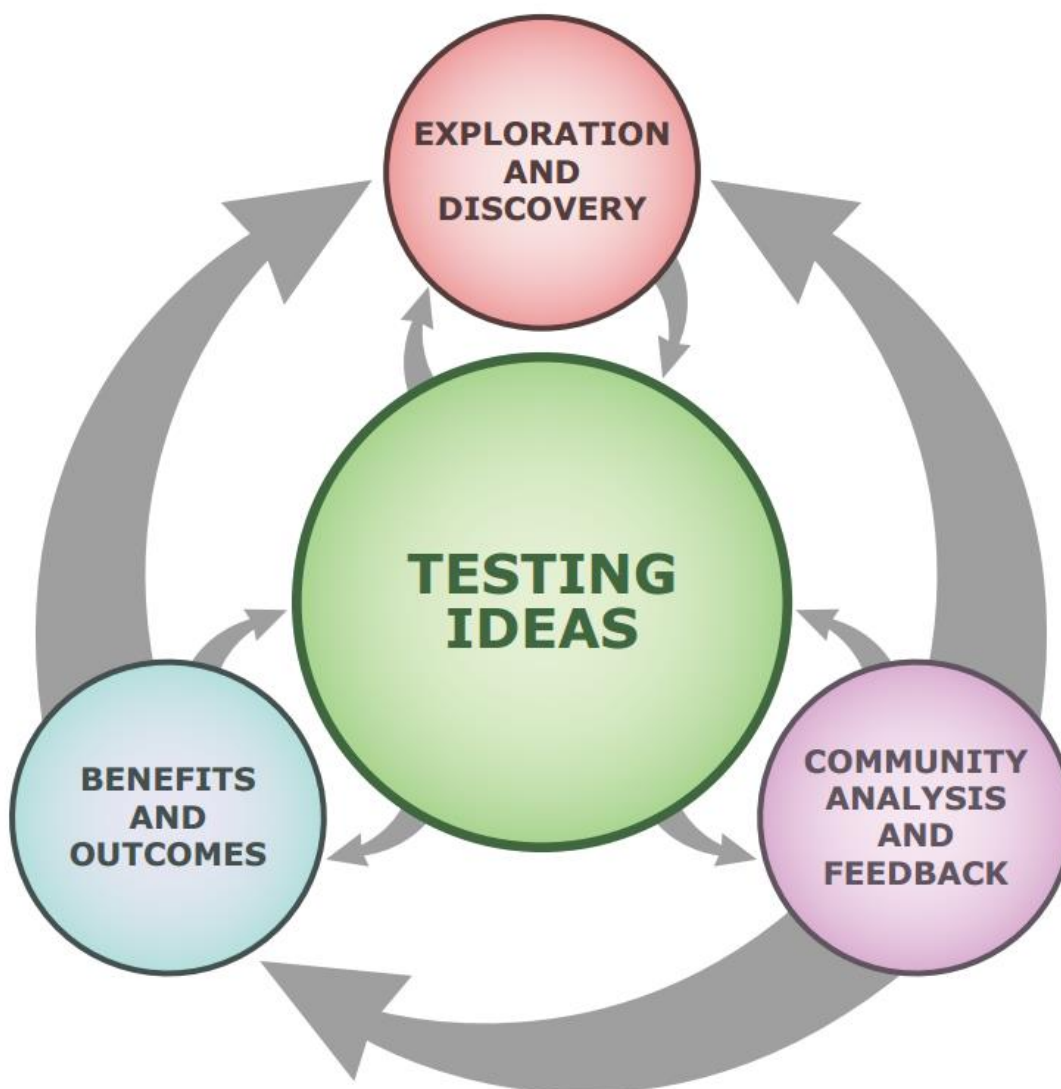 EXPLORATION
AND
DISCOVERY
TESTING
IDEAS
BENEFITS
AND
OUTCOMES
COMMUNITY
ANALYSIS
AND
FEEDBACK